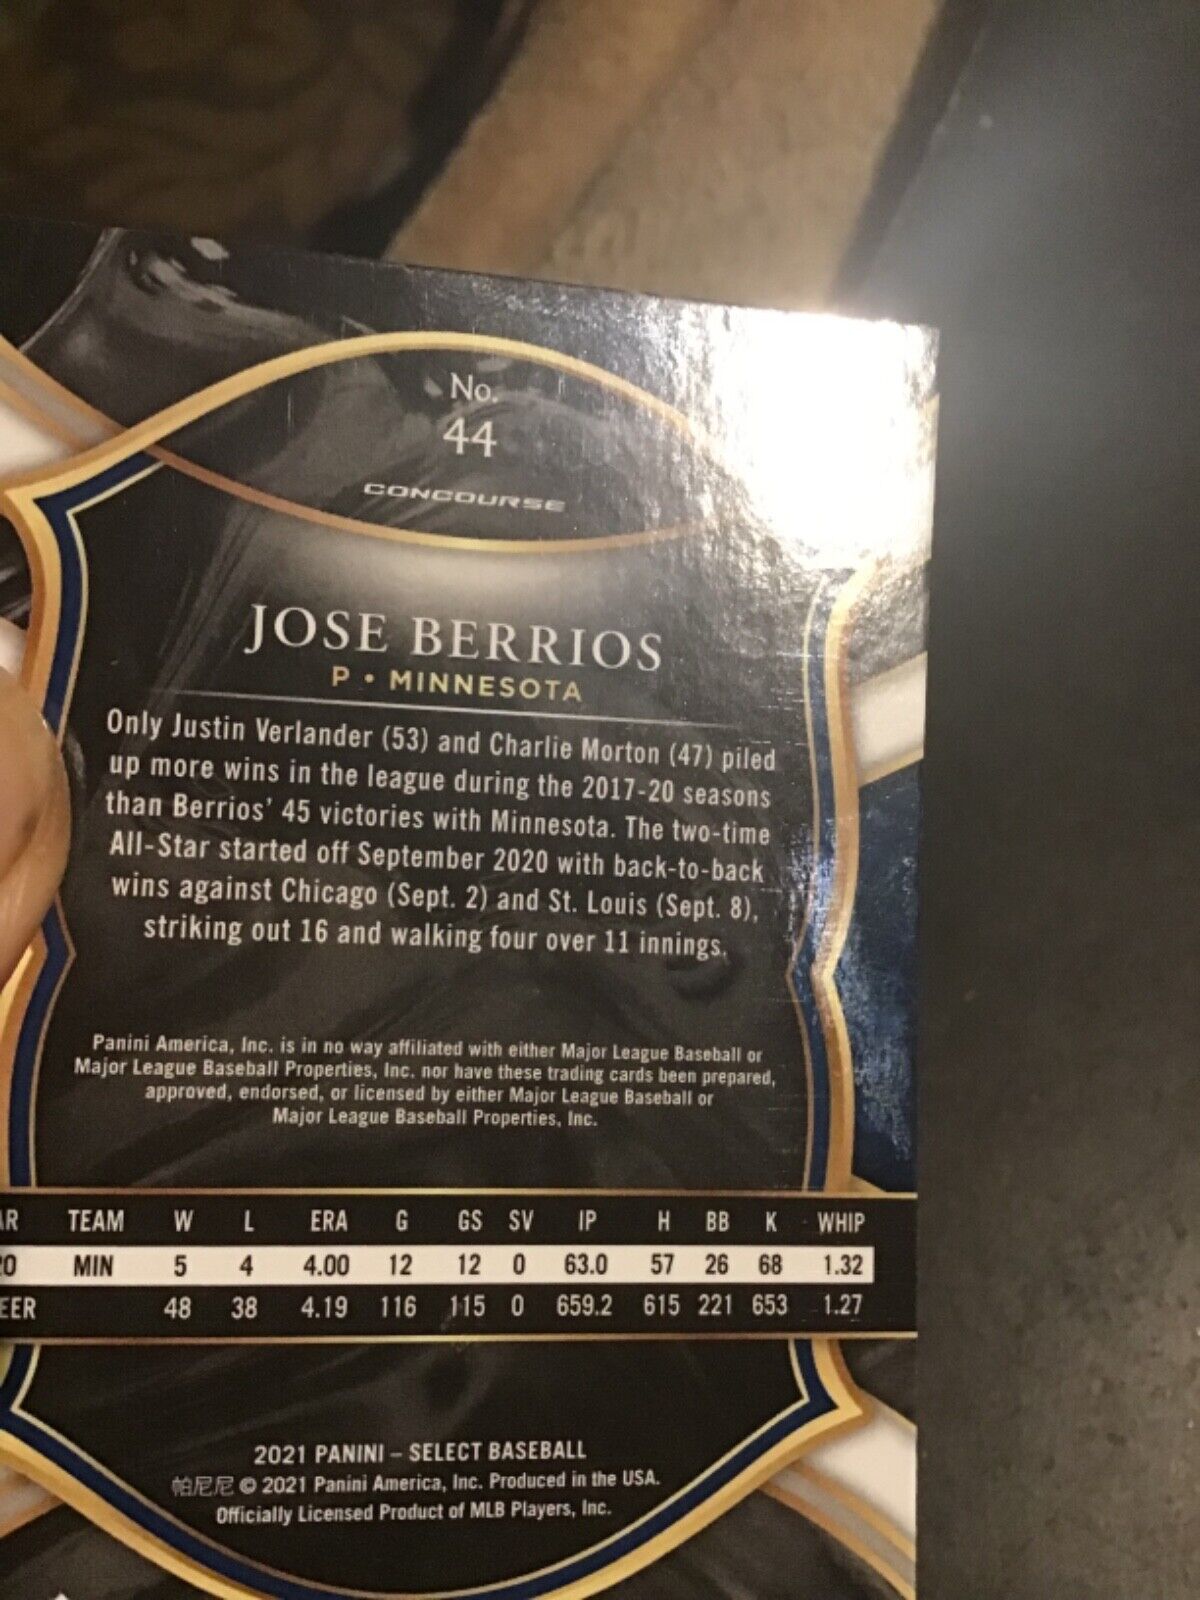 No.
44
CONCOURSE
JOSE BERRIOS
P • MINNESOTA
Only Justin Verlander (53) and Charlie Morton (47) piled
up more wins in the league during the 2017-20 seasons
than Berrios' 45 victories with Minnesota. The two-time
All-Star started off September 2020 with back-to-back
wins against Chicago (Sept. 2) and St. Louis (Sept. 8),
striking out 16 and walking four over 11 innings.
Panini America, Inc. is in no way affiliated with either Major League Baseball or
Major League Baseball Properties, Inc. nor have these trading cards been prepared,
approved, endorsed, or licensed by either Major League Baseball or
Major League Baseball Properties, Inc.
AR TEAM W L ERA G GS SV IP H BB K WHIP
20 MIN 5 4 4.00 12 12 0 63.0 57 26 68 1.32
EER 48 38 4.19 116 115 0 659.2 615 221 653 1.27
2021 PANINI – SELECT BASEBALL
帕尼尼 © 2021 Panini America, Inc. Produced in the USA.
Officially Licensed Product of MLB Players, Inc.